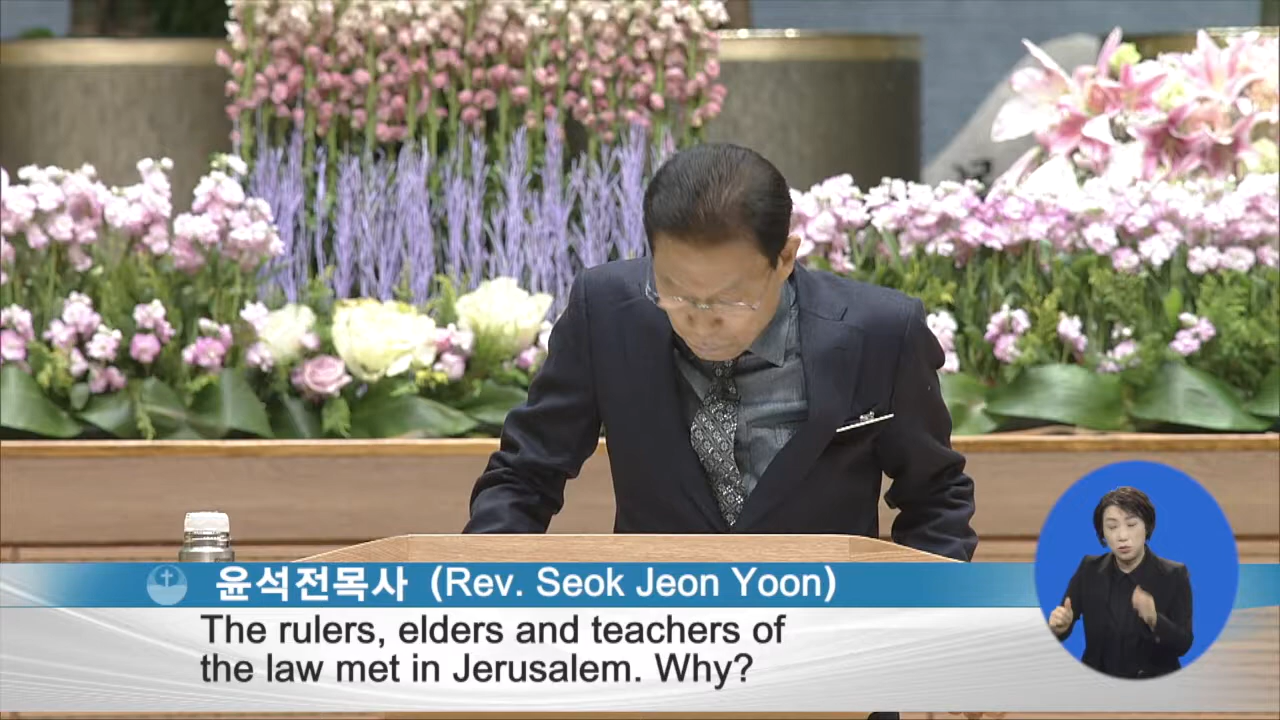 윤석전목사 (Rev. Seok Jeon Yoon)
The rulers, elders and teachers of
the law met in Jerusalem. Why?